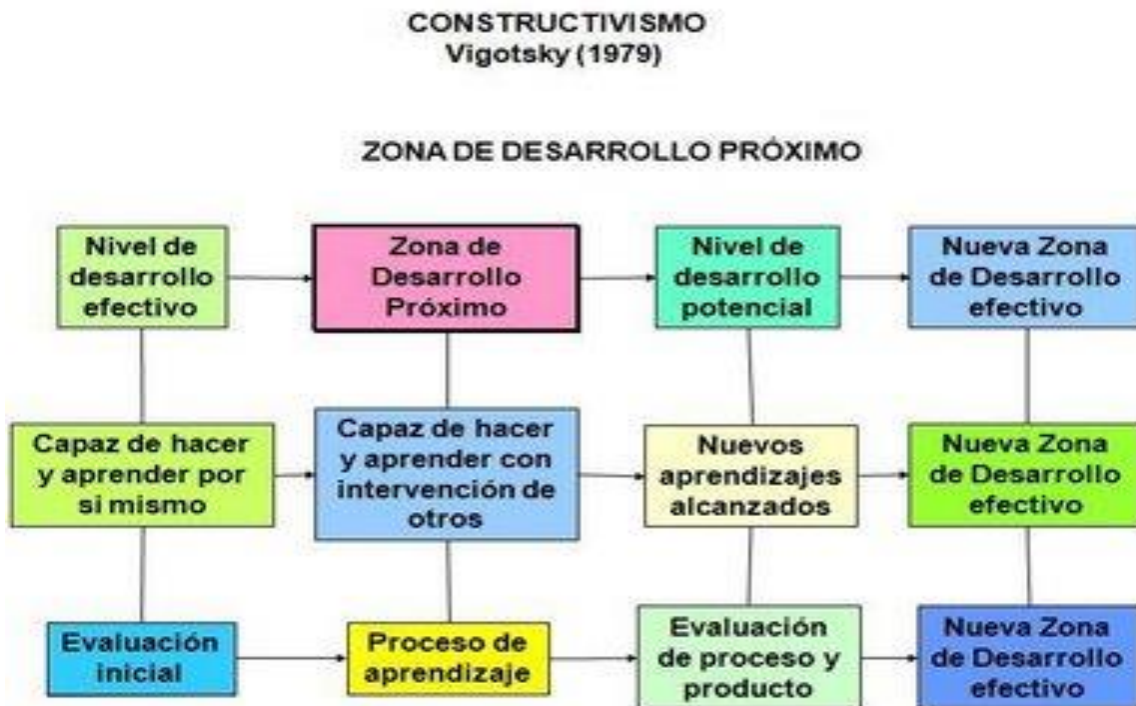 CONSTRUCTIVISMO
Vigotsky (1979)
ZONA DE DESARROLLO PRÓXIMO
Nivel de
desarrollo
efectivo
Zona de
Desarrollo
Próximo
Nivel de
desarrollo
potencial
Nueva Zona
de Desarrollo
efectivo
Capaz de hacer
y aprender por
si mismo
Capaz de hacer
y aprender con
intervención de
otros
Nuevos
aprendizajes
alcanzados
Nueva Zona
de Desarrollo
efectivo
Evaluación
inicial
Proceso de
aprendizaje
Evaluación
de proceso y
producto
Nueva Zona
de Desarrollo
efectivo